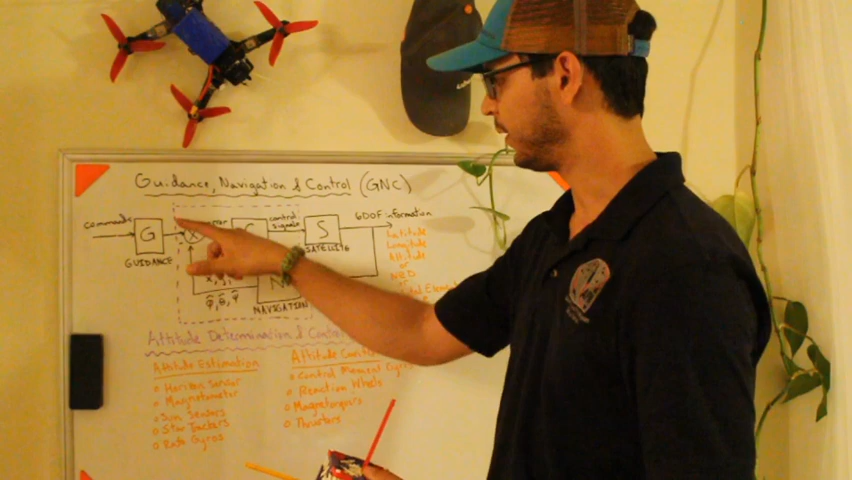 Guidance, Navigation & Control (GNC)
commands
G
GUIDANCE
control
signals
S
SATELLITE
6DOF information
Latitude
Longitude
Altitude
or
NED
or
N
NAVIGATION
Attitude Determination & Control
Attitude Estimation
o Horizon Sensor
o Magnetometer
o Sun Sensors
o Star Trackers
o Rate Gyros
Attitude Control
o Control Moment Gyros
o Reaction Wheels
o Magnetorquers
o Thrusters